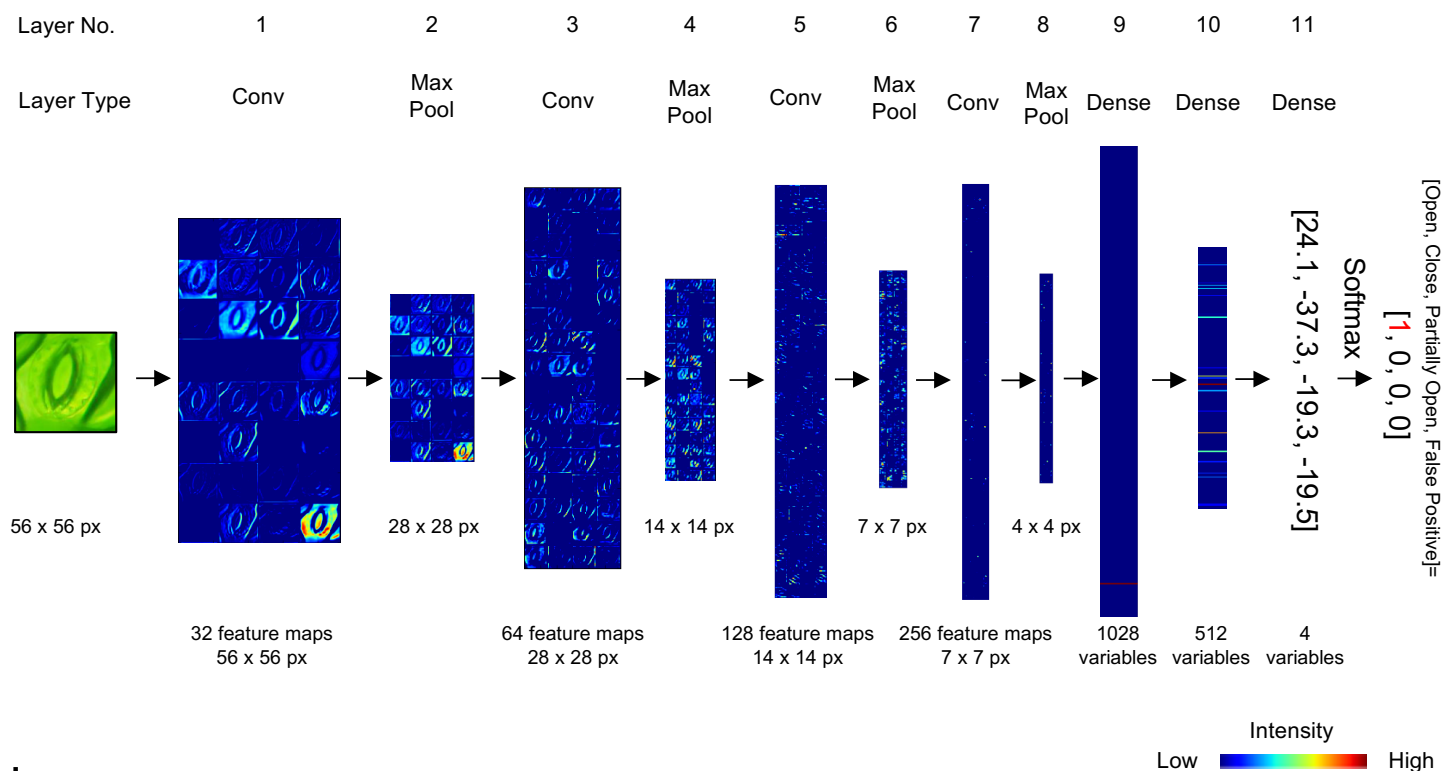 Layer No. 1 2 3 4 5 6 7 8 9 10 11
Layer Type Conv Max Pool Conv Max Pool Conv Max Pool Conv Max Pool Dense Dense Dense
56 x 56 px
28 x 28 px
14 x 14 px
7 x 7 px
4 x 4 px
32 feature maps
56 x 56 px
64 feature maps
28 x 28 px
128 feature maps
14 x 14 px
256 feature maps
7 x 7 px
1028
variables
512
variables
4
variables
[24.1, -37.3, -19.3, -19.5]
Softmax
[1, 0, 0, 0]
[Open, Close, Partially Open, False Positive]=
Intensity
Low High